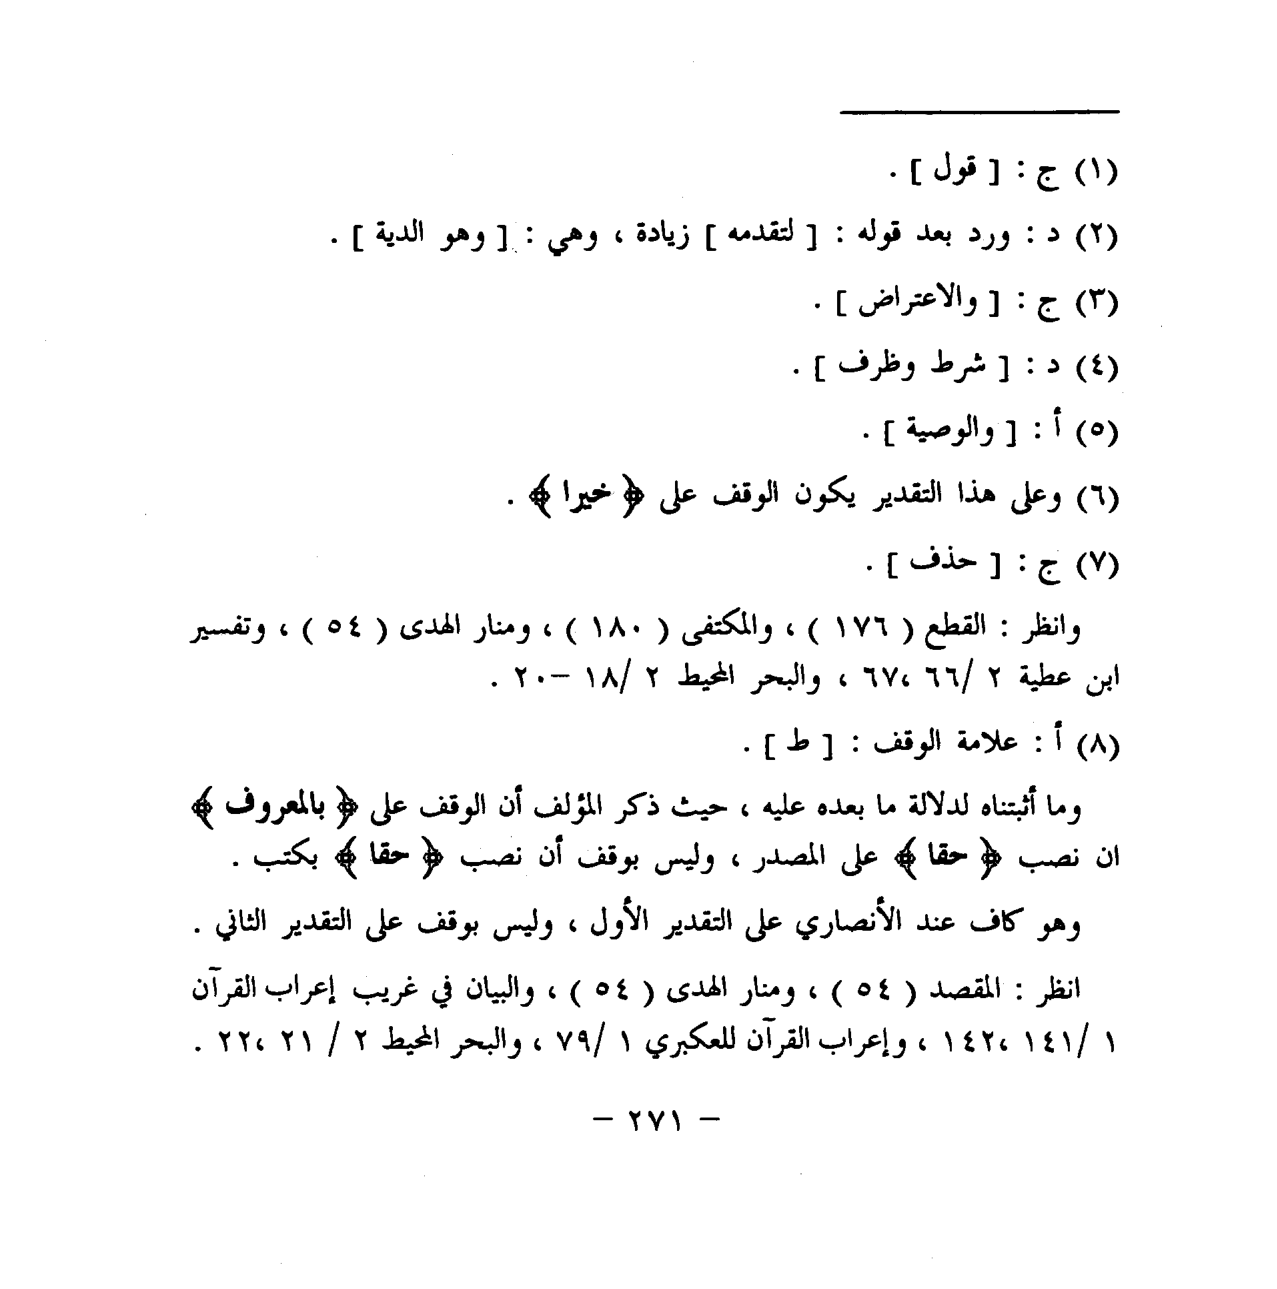 (١) ج : [ قول ] .
(٢) د : ورد بعد قوله : [ لتقدمه ] زيادة ، وهي : [ وهو الدية ] .
(٣) ج : [ والاعتراض ] .
(٤) د : [ شرط وظرف ] .
(٥) أ : [ والوصية ] .
(٦) وعلى هذا التقدير يكون الوقف على ﴿ خيرا ﴾ .
(٧) ج : [ حذف ] .
وانظر : القطع ( ١٧٦ ) ، والمكتفى ( ١٨٠ ) ، ومنار الهدى ( ٥٤ ) ، وتفسير
ابن عطية ٢ /٦٦ ،٦٧ ، والبحر المحيط ٢ /١٨ –٢٠ .
(٨) أ : علامة الوقف : [ ط ] .
وما أثبتناه لدلالة ما بعده عليه ، حيث ذكر المؤلف أن الوقف على ﴿ بالمعروف ﴾
ان نصب ﴿ حقا ﴾ على المصدر ، وليس بوقف أن نصب ﴿ حقا ﴾ بكتب .
وهو كاف عند الأنصاري على التقدير الأول ، وليس بوقف على التقدير الثاني .
انظر : المقصد ( ٥٤ ) ، ومنار الهدى ( ٥٤ ) ، والبيان في غريب إعراب القرآن
١ /١٤١ ،١٤٢ ، وإعراب القرآن للعكبري ١ /٧٩ ، والبحر المحيط ٢ / ٢١ ،٢٢ .
– ٢٧١ –